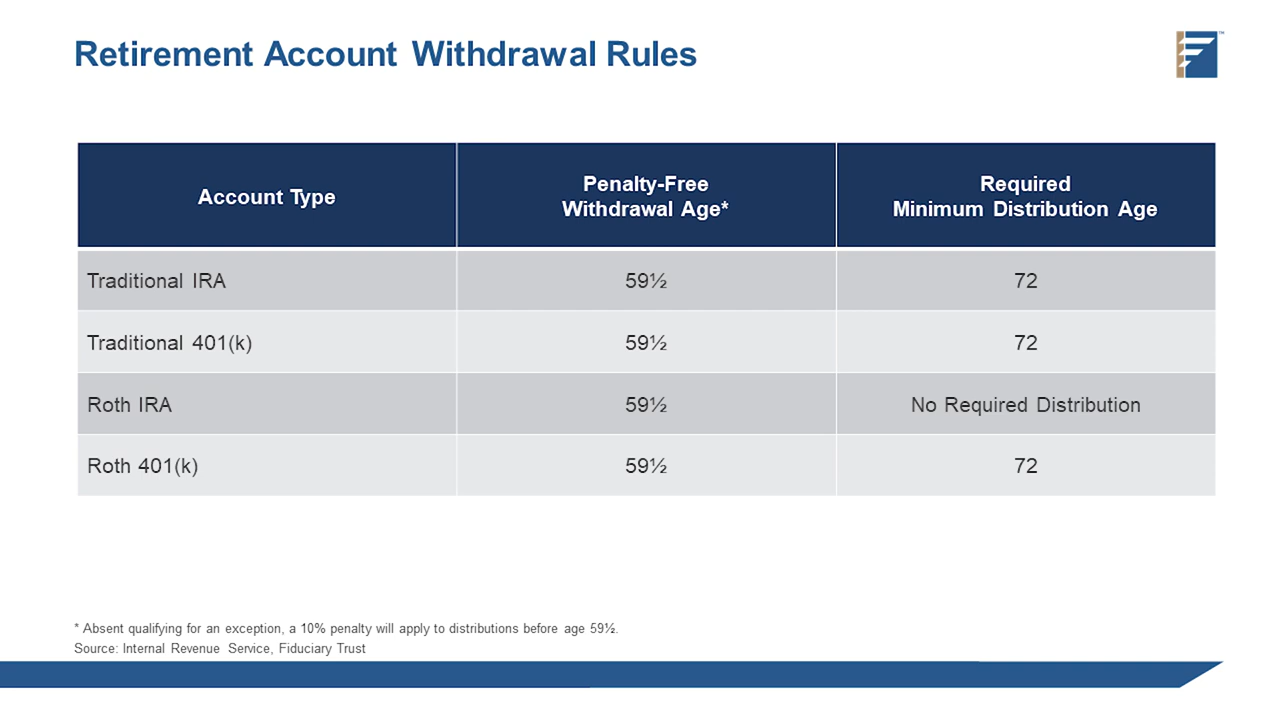 Retirement Account Withdrawal Rules
Account Type
Penalty-Free
Withdrawal Age*
Required
Minimum Distribution Age
Traditional IRA 59½ 72
Traditional 401(k) 59½ 72
Roth IRA 59½ No Required Distribution
Roth 401(k) 59½ 72
* Absent qualifying for an exception, a 10% penalty will apply to distributions before age 59½.
Source: Internal Revenue Service, Fiduciary Trust